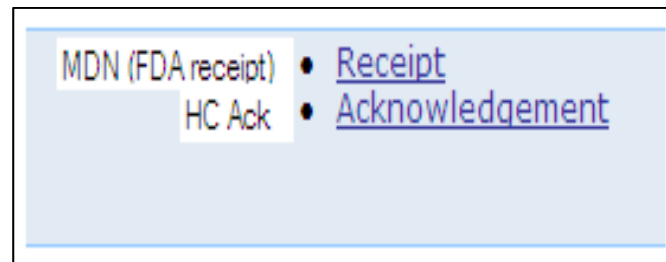 MDN (FDA receipt) • Receipt
HC Ack • Acknowledgement